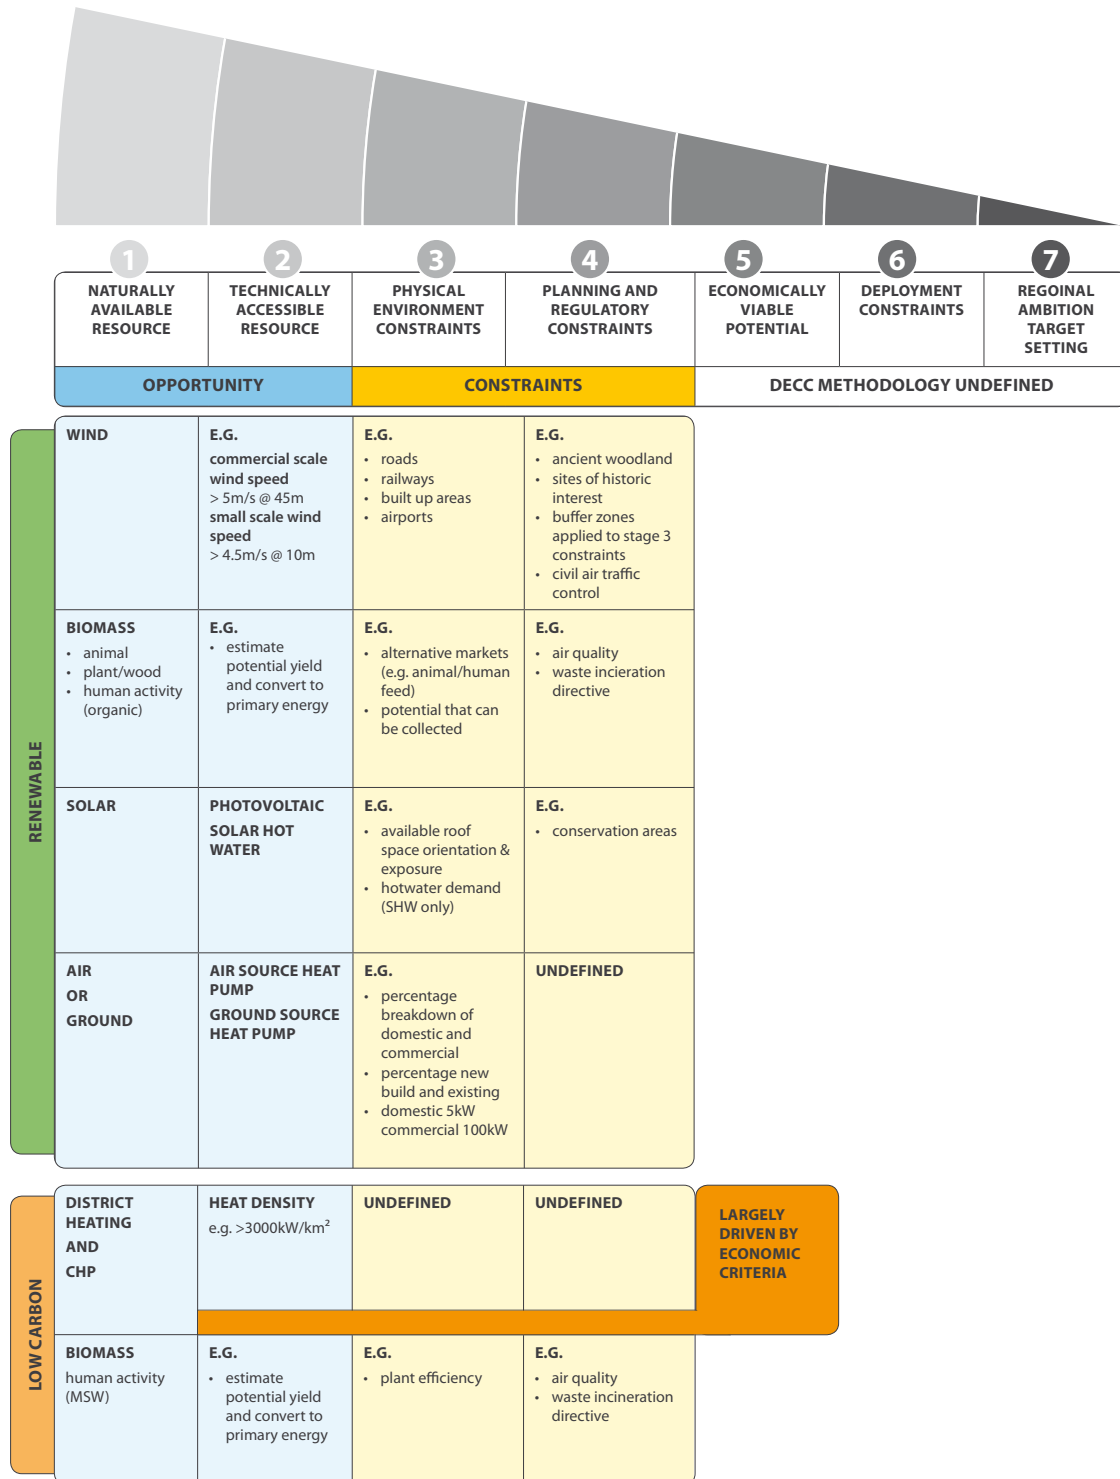 1
2
3
4
5
6
7
NATURALLY
AVAILABLE
RESOURCE
TECHNICALLY
ACCESSIBLE
RESOURCE
PHYSICAL
ENVIRONMENT
CONSTRAINTS
PLANNING AND
REGULATORY
CONSTRAINTS
ECONOMICALLY
VIABLE
POTENTIAL
DEPLOYMENT
CONSTRAINTS
REGOINAL
AMBITION
TARGET
SETTING
OPPORTUNITY
CONSTRAINTS
DECC METHODOLOGY UNDEFINED
RENEWABLE
WIND
E.G.
commercial scale
wind speed
> 5m/s @ 45m
small scale wind
speed
> 4.5m/s @ 10m
E.G.
• roads
• railways
• built up areas
• airports
E.G.
• ancient woodland
• sites of historic
interest
• buffer zones
applied to stage 3
constraints
• civil air traffic
control
BIOMASS
• animal
• plant/wood
• human activity
(organic)
E.G.
• estimate
potential yield
and convert to
primary energy
E.G.
• alternative markets
(e.g. animal/human
feed)
• potential that can
be collected
E.G.
• air quality
• waste incieration
directive
SOLAR
PHOTOVOLTAIC
SOLAR HOT
WATER
E.G.
• available roof
space orientation &
exposure
• hotwater demand
(SHW only)
E.G.
• conservation areas
AIR
OR
GROUND
AIR SOURCE HEAT
PUMP
GROUND SOURCE
HEAT PUMP
E.G.
• percentage
breakdown of
domestic and
commercial
• percentage new
build and existing
• domestic 5kW
commercial 100kW
UNDEFINED
LOW CARBON
DISTRICT
HEATING
AND
CHP
HEAT DENSITY
e.g. >3000kW/km²
UNDEFINED
UNDEFINED
LARGELY
DRIVEN BY
ECONOMIC
CRITERIA
BIOMASS
human activity
(MSW)
E.G.
• estimate
potential yield
and convert to
primary energy
E.G.
• plant efficiency
E.G.
• air quality
• waste incineration
directive